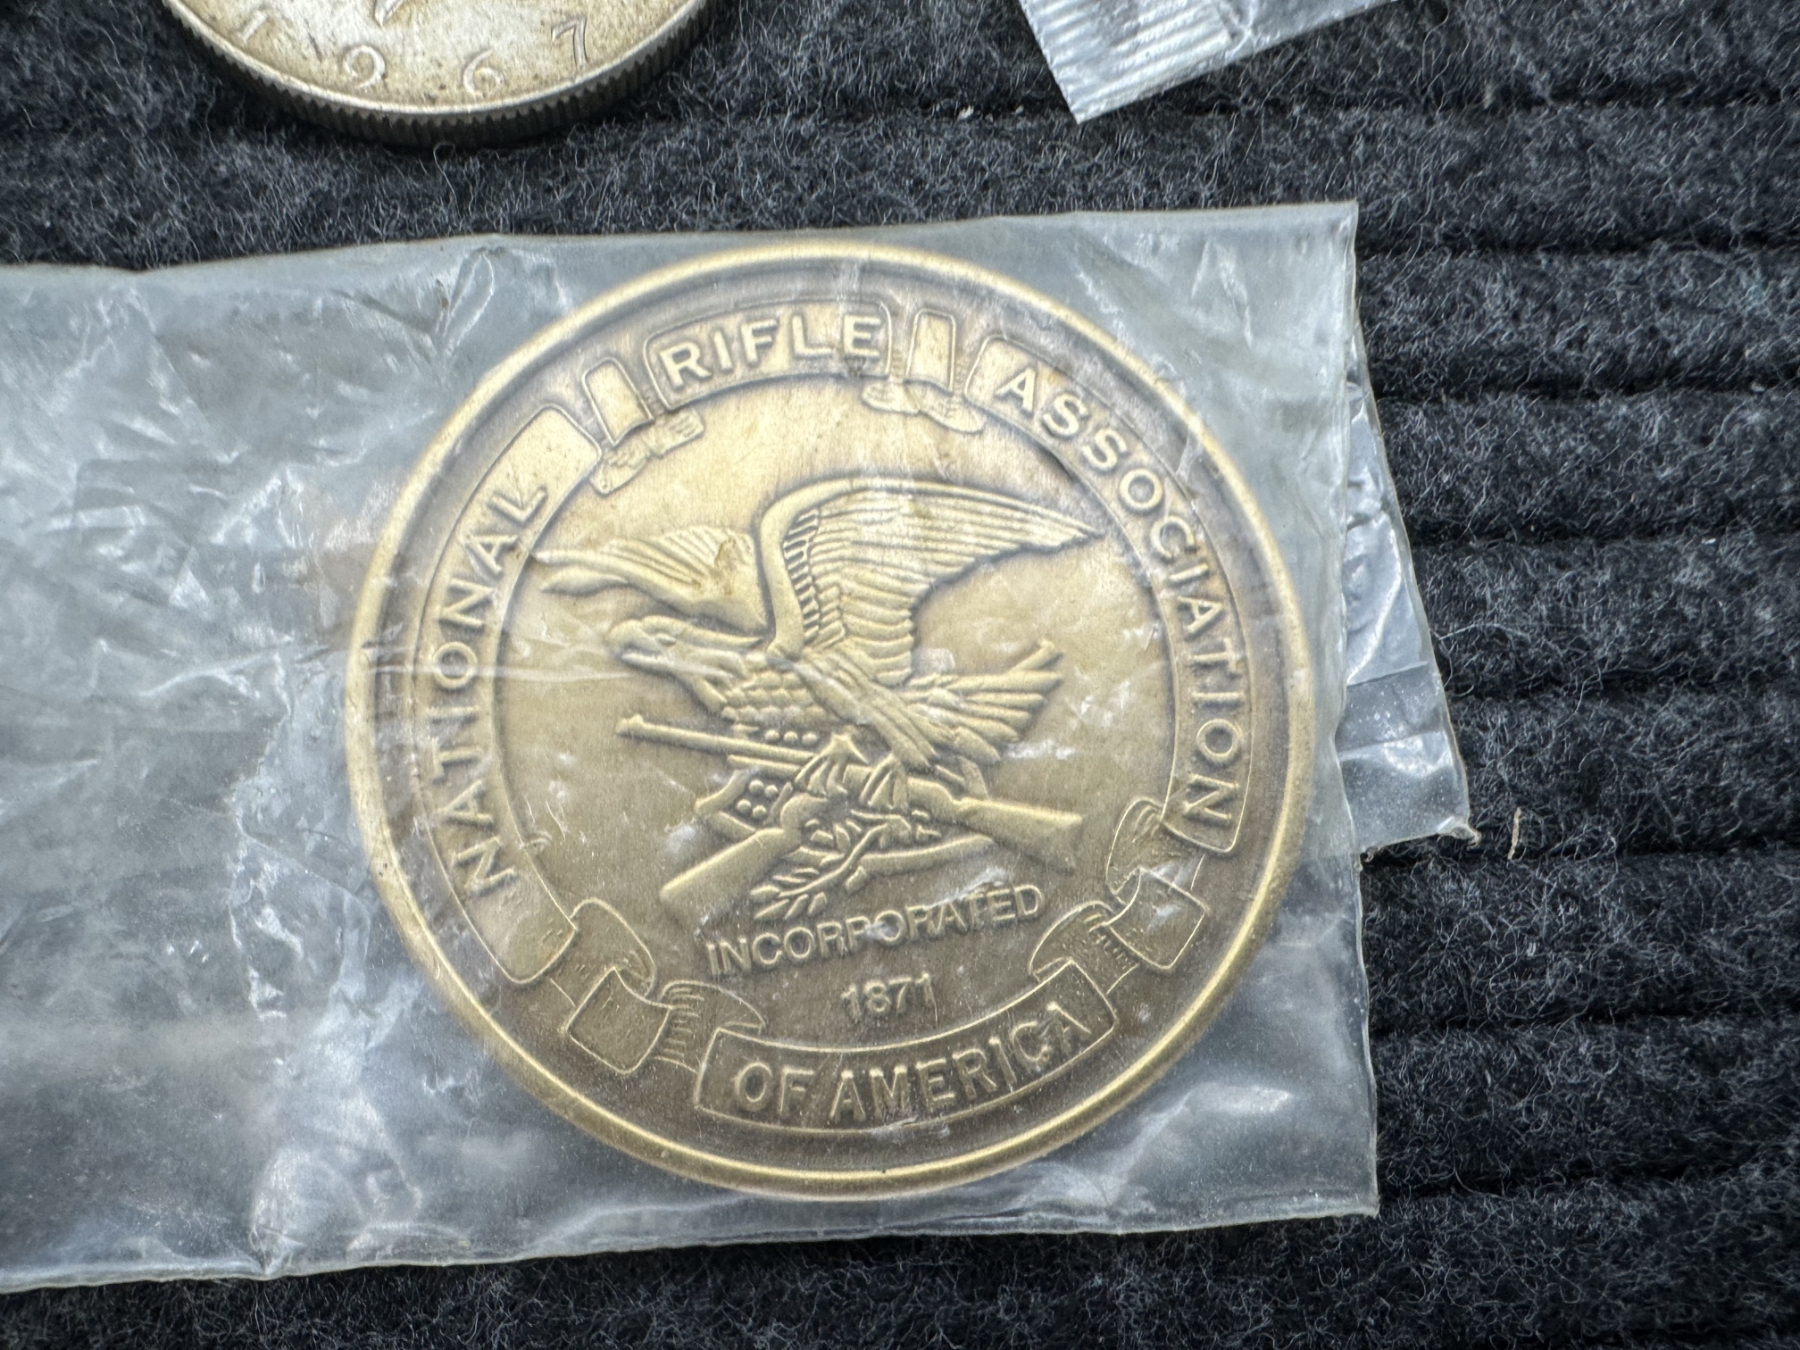 1967
NATIONAL RIFLE ASSOCIATION
INCORPORATED
1871
OF AMERICA